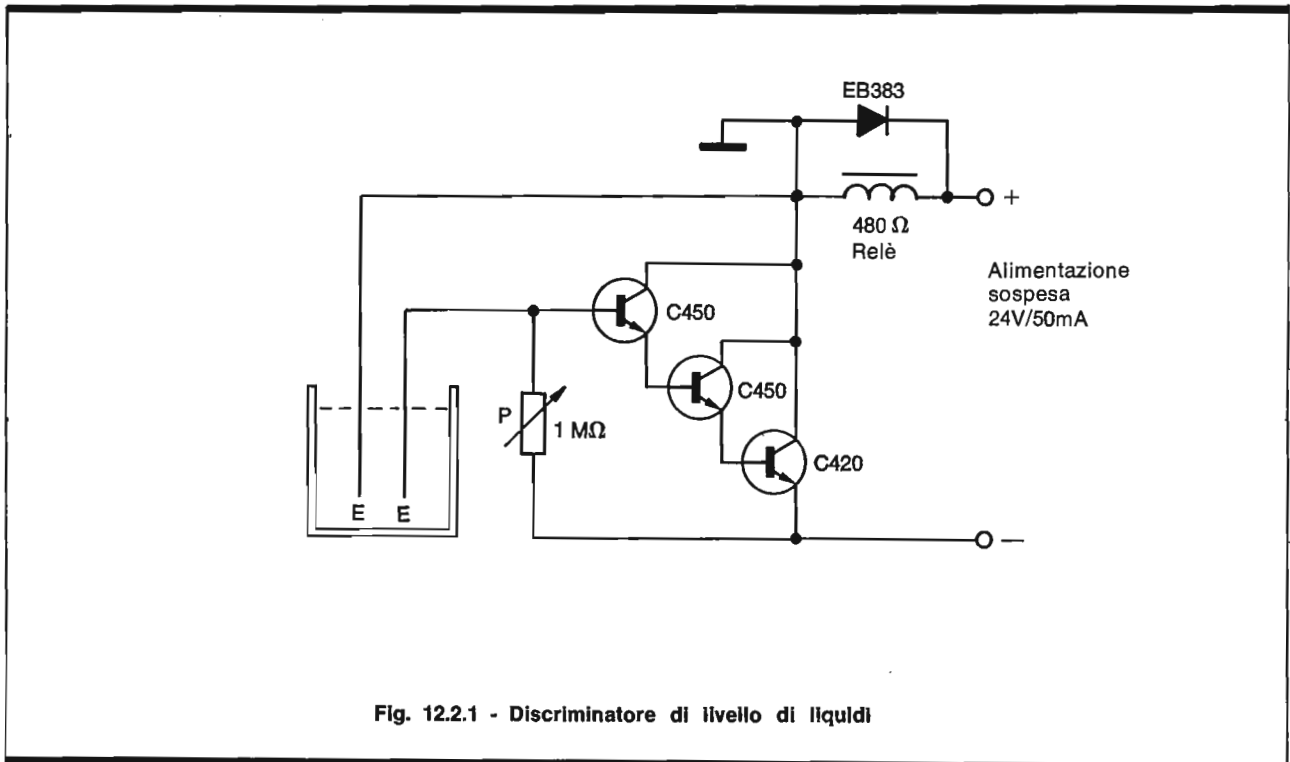 EB383
+
480 Ω
Relè
Alimentazione
sospesa
24V/50mA
C450
C450
P
1 MΩ
C420
E E
—
Fig. 12.2.1 - Discriminatore di livello di liquidi